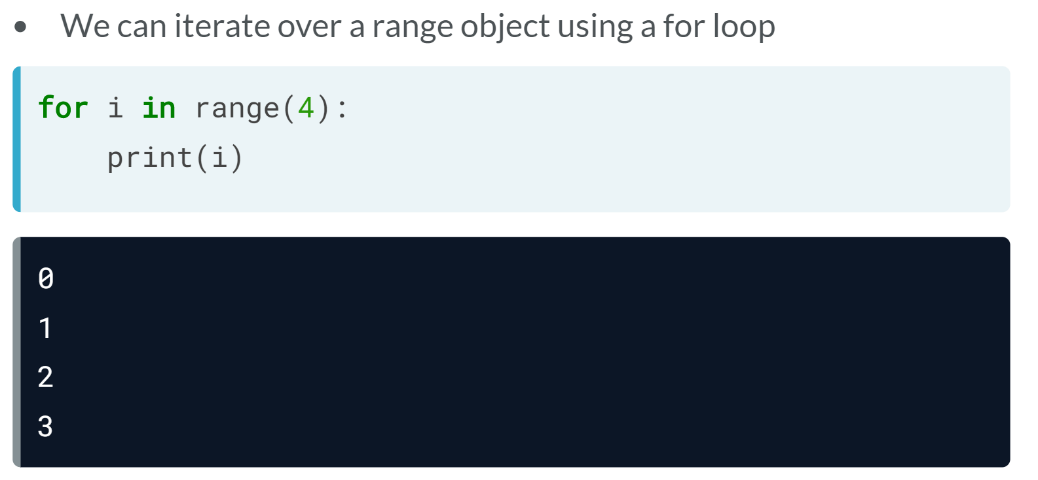 • We can iterate over a range object using a for loop
for i in range(4):
    print(i)
0
1
2
3